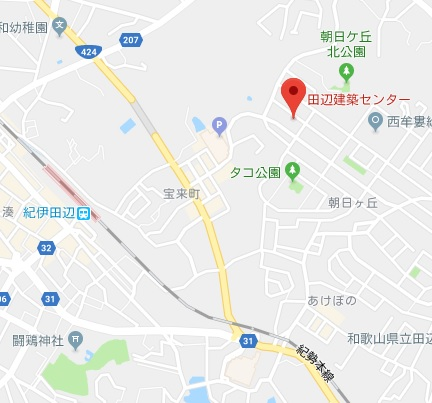 和幼稚園
207
朝日ケ丘
北公園
424
田辺建築センター
P
西牟婁総
タコ公園
宝来町
朝日ヶ丘
湊
紀伊田辺
32
31
あけぼの
闘鶏神社
31
和歌山県立田辺
紀勢本線